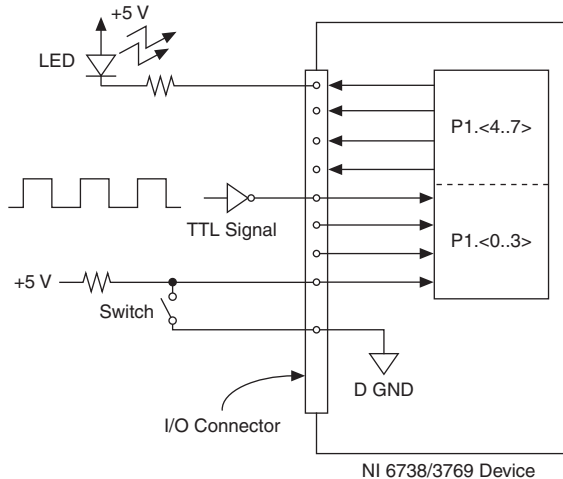 +5 V
LED
P1.<4..7>
TTL Signal
P1.<0..3>
+5 V
Switch
D GND
I/O Connector
NI 6738/3769 Device